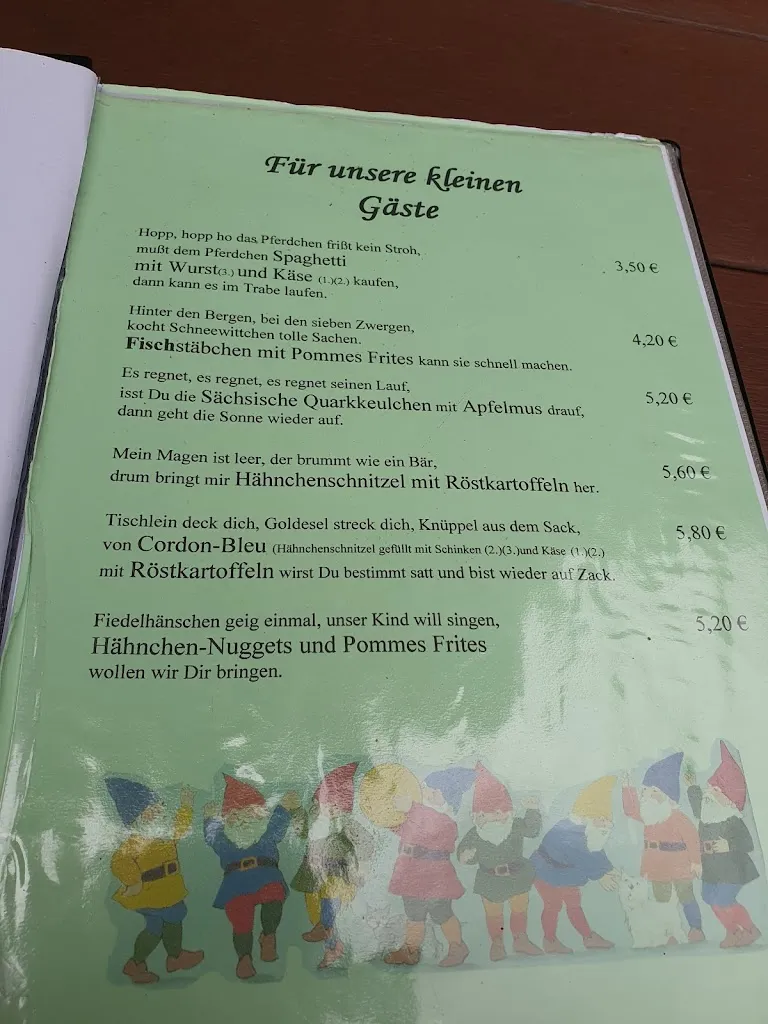 Für unsere kleinen
Gäste
Hopp, hopp ho das Pferdchen frißt kein Stroh,
mußt dem Pferdchen Spaghetti
mit Wurst(3.) und Käse (1.)(2.) kaufen,
dann kann es im Trabe laufen.
3,50 €
Hinter den Bergen, bei den sieben Zwergen,
kocht Schneewittchen tolle Sachen.
Fischstäbchen mit Pommes Frites kann sie schnell machen.
4,20 €
Es regnet, es regnet, es regnet seinen Lauf,
isst Du die Sächsische Quarkkeulchen mit Apfelmus drauf,
dann geht die Sonne wieder auf.
5,20 €
Mein Magen ist leer, der brummt wie ein Bär,
drum bringt mir Hähnchenschnitzel mit Röstkartoffeln her.
5,60 €
Tischlein deck dich, Goldesel streck dich, Knüppel aus dem Sack,
von Cordon-Bleu (Hähnchenschnitzel gefüllt mit Schinken (2.)(3.)und Käse (1.)(2.)
mit Röstkartoffeln wirst Du bestimmt satt und bist wieder auf Zack.
5,80 €
Fiedelhänschen geig einmal, unser Kind will singen,
Hähnchen-Nuggets und Pommes Frites
wollen wir Dir bringen.
5,20 €